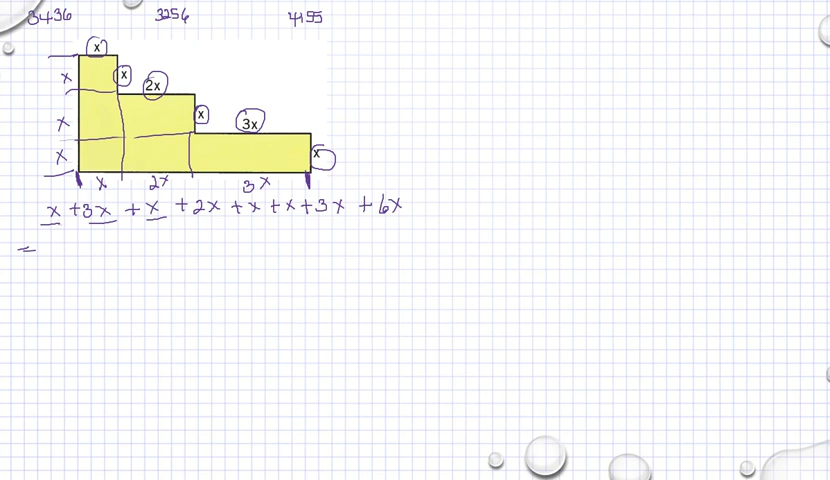 8436 3256 4155
x
x x
2x
x x
3x
x x
x 2x 3x
x + 3x + x + 2x + x + x + 3x + 6x
=